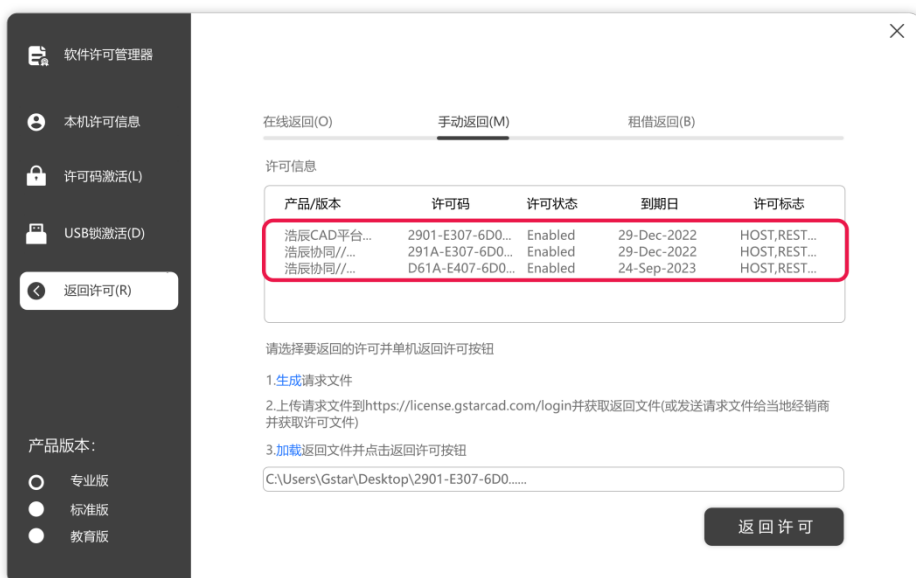 软件许可管理器
本机许可信息
许可码激活(L)
USB锁激活(D)
返回许可(R)
产品版本：
专业版
标准版
教育版
在线返回(O) 手动返回(M) 租借返回(B)
许可信息
产品/版本 许可码 许可状态 到期日 许可标志
浩辰CAD平台... 2901-E307-6D0... Enabled 29-Dec-2022 HOST,REST...
浩辰协同//... 291A-E307-6D0... Enabled 29-Dec-2022 HOST,REST...
浩辰协同//... D61A-E407-6D0... Enabled 24-Sep-2023 HOST,REST...
请选择要返回的许可并单机返回许可按钮
1.生成请求文件
2.上传请求文件到https://license.gstarcad.com/login并获取返回文件(或发送请求文件给当地经销商
并获取许可文件)
3.加载返回文件并点击返回许可按钮
C:\Users\Gstar\Desktop\2901-E307-6D0......
返回许可